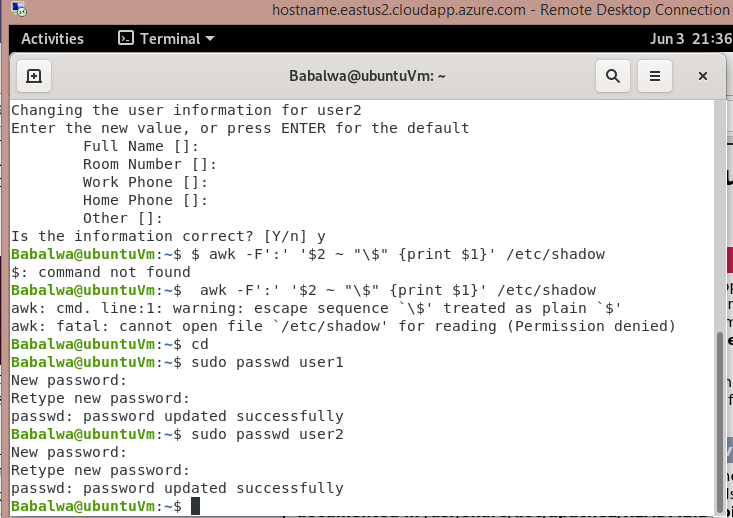 hostname.eastus2.cloudapp.azure.com - Remote Desktop Connection
Activities Terminal Jun 3 21:36
Babalwa@ubuntuVm: ~
Changing the user information for user2
Enter the new value, or press ENTER for the default
Full Name []:
Room Number []:
Work Phone []:
Home Phone []:
Other []:
Is the information correct? [Y/n] y
Babalwa@ubuntuVm:~$ $ awk -F':' '$2 ~ "\$" {print $1}' /etc/shadow
$: command not found
Babalwa@ubuntuVm:~$  awk -F':' '$2 ~ "\$" {print $1}' /etc/shadow
awk: cmd. line:1: warning: escape sequence `\$' treated as plain `$'
awk: fatal: cannot open file `/etc/shadow' for reading (Permission denied)
Babalwa@ubuntuVm:~$ cd
Babalwa@ubuntuVm:~$ sudo passwd user1
New password:
Retype new password:
passwd: password updated successfully
Babalwa@ubuntuVm:~$ sudo passwd user2
New password:
Retype new password:
passwd: password updated successfully
Babalwa@ubuntuVm:~$